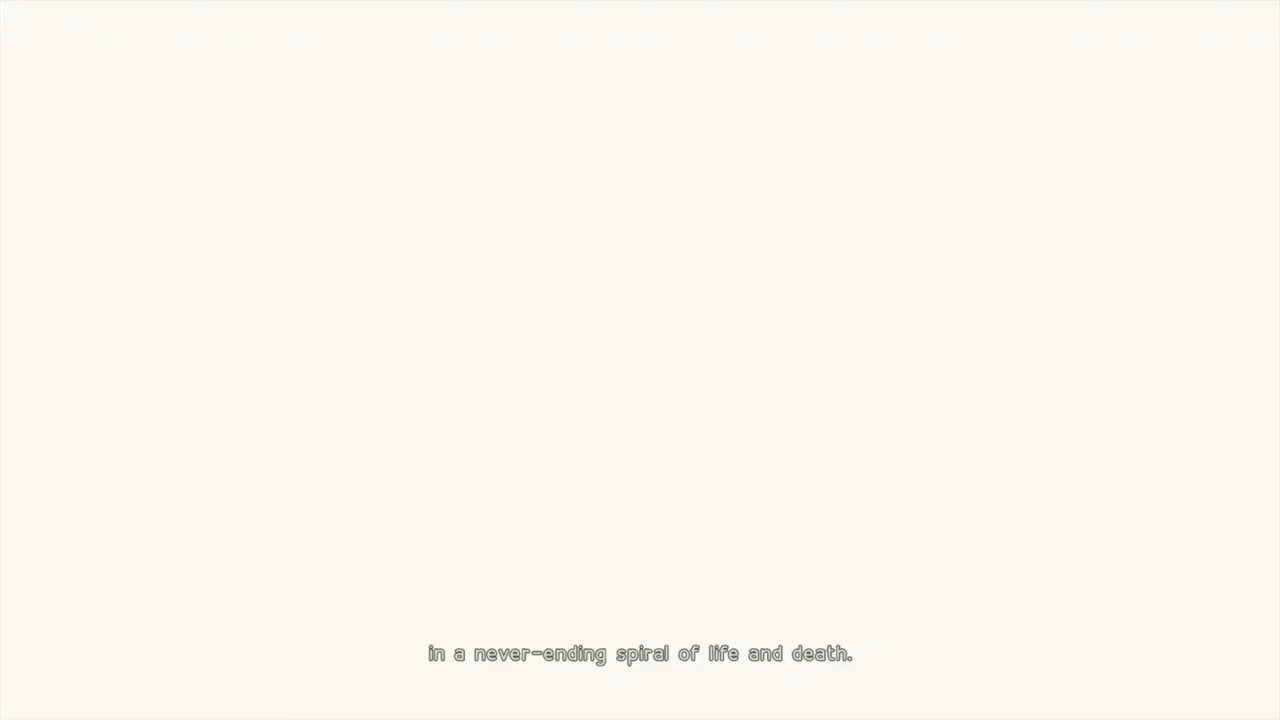 in a never-ending spiral of life and death.